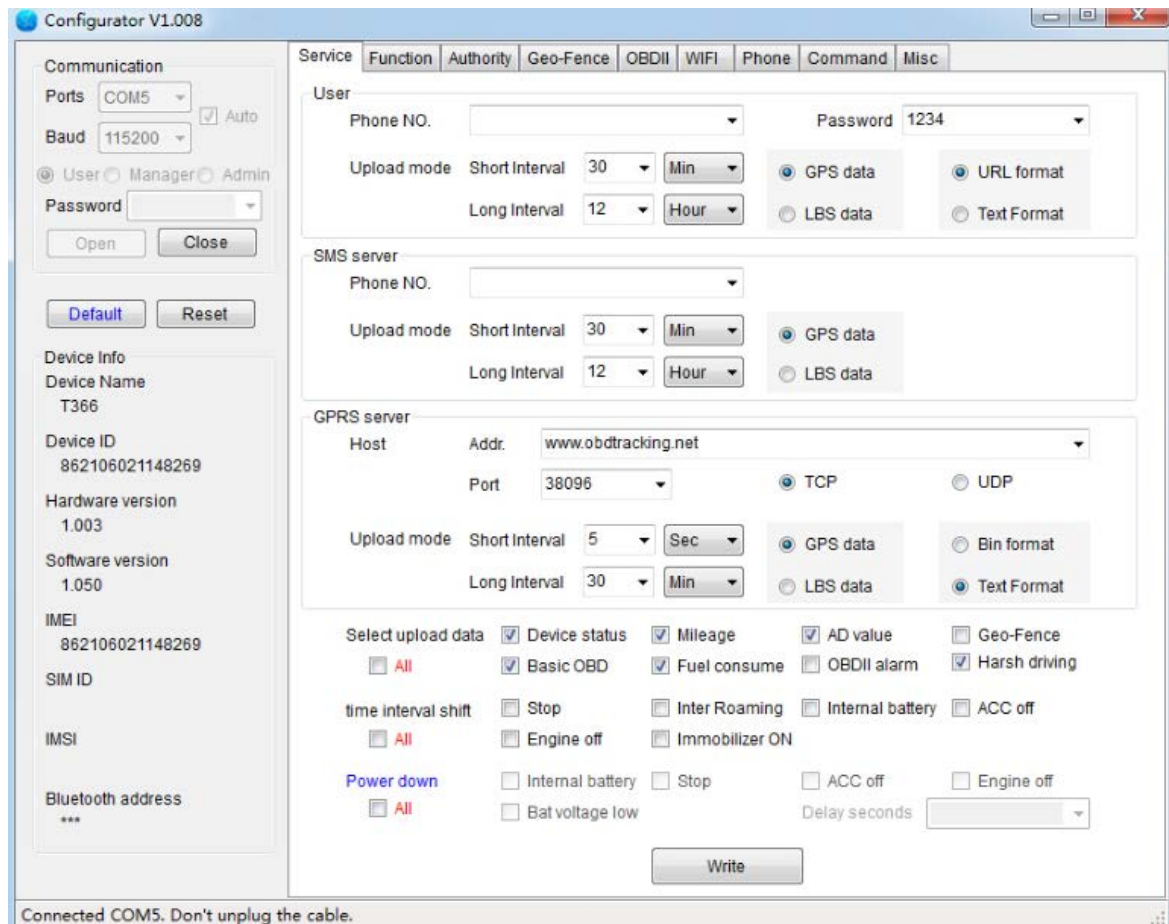 Configurator V1.008
Communication
Ports COM5
Auto
Baud 115200
User Manager Admin
Password
Open Close
Default Reset
Device Info
Device Name
T366
Device ID
862106021148269
Hardware version
1.003
Software version
1.050
IMEI
862106021148269
SIM ID
IMSI
Bluetooth address
***
Service Function Authority Geo-Fence OBDII WIFI Phone Command Misc
User
Phone NO. Password 1234
Upload mode Short Interval 30 Min GPS data URL format
Long Interval 12 Hour LBS data Text Format
SMS server
Phone NO.
Upload mode Short Interval 30 Min GPS data
Long Interval 12 Hour LBS data
GPRS server
Host Addr. www.obdtracking.net
Port 38096 TCP UDP
Upload mode Short Interval 5 Sec GPS data Bin format
Long Interval 30 Min LBS data Text Format
Select upload data Device status Mileage AD value Geo-Fence
All Basic OBD Fuel consume OBDII alarm Harsh driving
time interval shift Stop Inter Roaming Internal battery ACC off
All Engine off Immobilizer ON
Power down Internal battery Stop ACC off Engine off
All Bat voltage low Delay seconds
Write
Connected COM5. Don't unplug the cable.